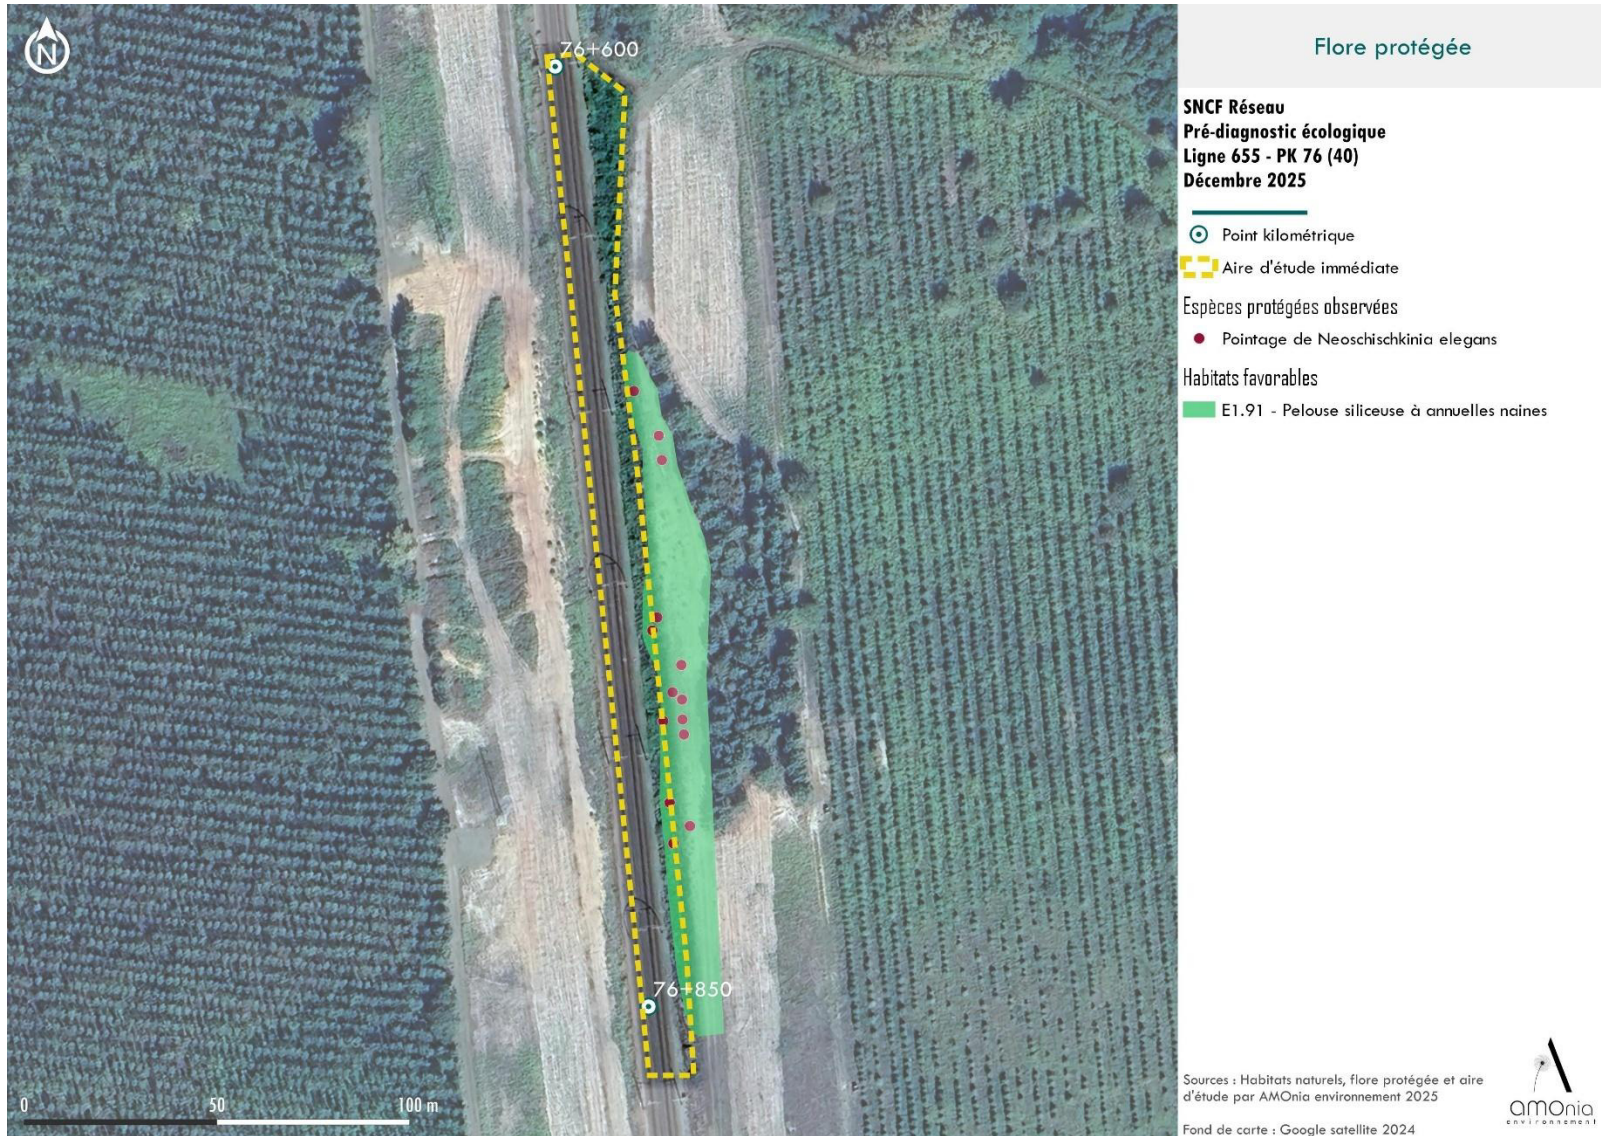 N
76+600
76+850
0 50 100 m
Flore protégée
SNCF Réseau
Pré-diagnostic écologique
Ligne 655 - PK 76 (40)
Décembre 2025
Point kilométrique
Aire d'étude immédiate
Espèces protégées observées
Pointage de Neoschischkinia elegans
Habitats favorables
E1.91 - Pelouse siliceuse à annuelles naines
Sources : Habitats naturels, flore protégée et aire
d'étude par AMOnia environnement 2025
Fond de carte : Google satellite 2024
amonia
environnement